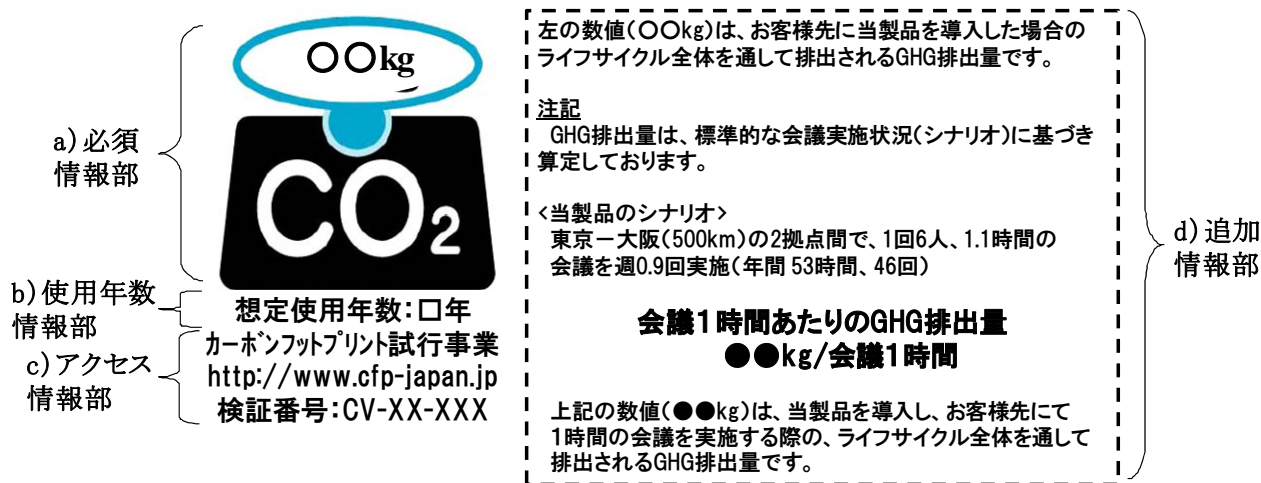 〇〇kg
CO2
a)必須
情報部
b)使用年数
情報部
c)アクセス
情報部
想定使用年数:□年
カーボンフットプリント試行事業
http://www.cfp-japan.jp
検証番号:CV-XX-XXX
左の数値(〇〇kg)は、お客様先に当製品を導入した場合の
ライフサイクル全体を通して排出されるGHG排出量です。
注記
GHG排出量は、標準的な会議実施状況(シナリオ)に基づき
算定しております。
<当製品のシナリオ>
東京-大阪(500km)の2拠点間で、1回6人、1.1時間の
会議を週0.9回実施(年間 53時間、46回)
会議1時間あたりのGHG排出量
●●kg/会議1時間
上記の数値(●●kg)は、当製品を導入し、お客様先にて
1時間の会議を実施する際の、ライフサイクル全体を通して
排出されるGHG排出量です。
d)追加
情報部